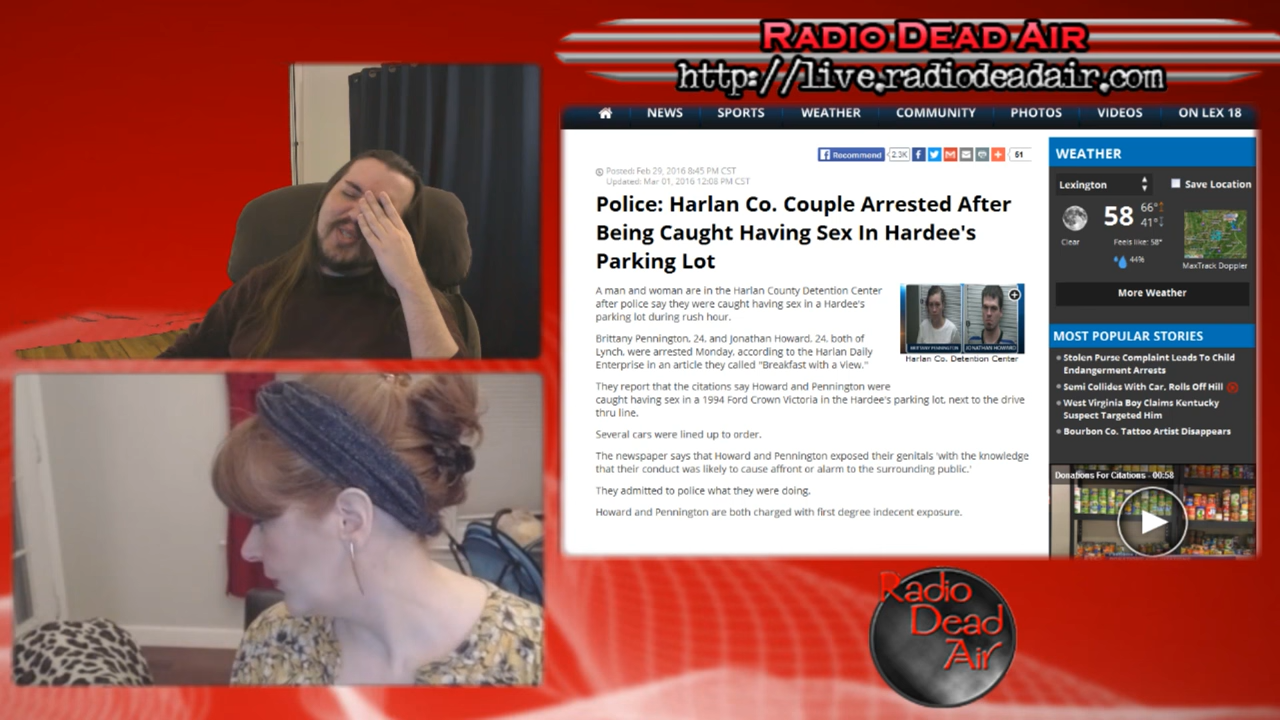 RADIO DEAD AIR
http://live.radiodeadair.com
NEWS SPORTS WEATHER COMMUNITY PHOTOS VIDEOS ON LEX 18
Recommend 2.3K 51
Posted: Feb 29, 2016 8:45 PM CST
Updated: Mar 01, 2016 12:08 PM CST
Police: Harlan Co. Couple Arrested After
Being Caught Having Sex In Hardee's
Parking Lot
A man and woman are in the Harlan County Detention Center
after police say they were caught having sex in a Hardee's
parking lot during rush hour.
Brittany Pennington, 24, and Jonathan Howard, 24, both of
Lynch, were arrested Monday, according to the Harlan Daily
Enterprise in an article they called "Breakfast with a View."
They report that the citations say Howard and Pennington were
caught having sex in a 1994 Ford Crown Victoria in the Hardee's parking lot, next to the drive
thru line.
Several cars were lined up to order.
The newspaper says that Howard and Pennington exposed their genitals 'with the knowledge
that their conduct was likely to cause affront or alarm to the surrounding public.'
They admitted to police what they were doing.
Howard and Pennington are both charged with first degree indecent exposure.
BRITTANY PENNINGTON JONATHAN HOWARD
Harlan Co. Detention Center
WEATHER
Lexington Save Location
58 66°
41°
Clear Feels like: 58°
44%
MaxTrack Doppler
More Weather
MOST POPULAR STORIES
Stolen Purse Complaint Leads To Child
Endangerment Arrests
Semi Collides With Car, Rolls Off Hill
West Virginia Boy Claims Kentucky
Suspect Targeted Him
Bourbon Co. Tattoo Artist Disappears
Donations For Citations - 00:58
Radio
Dead
Air